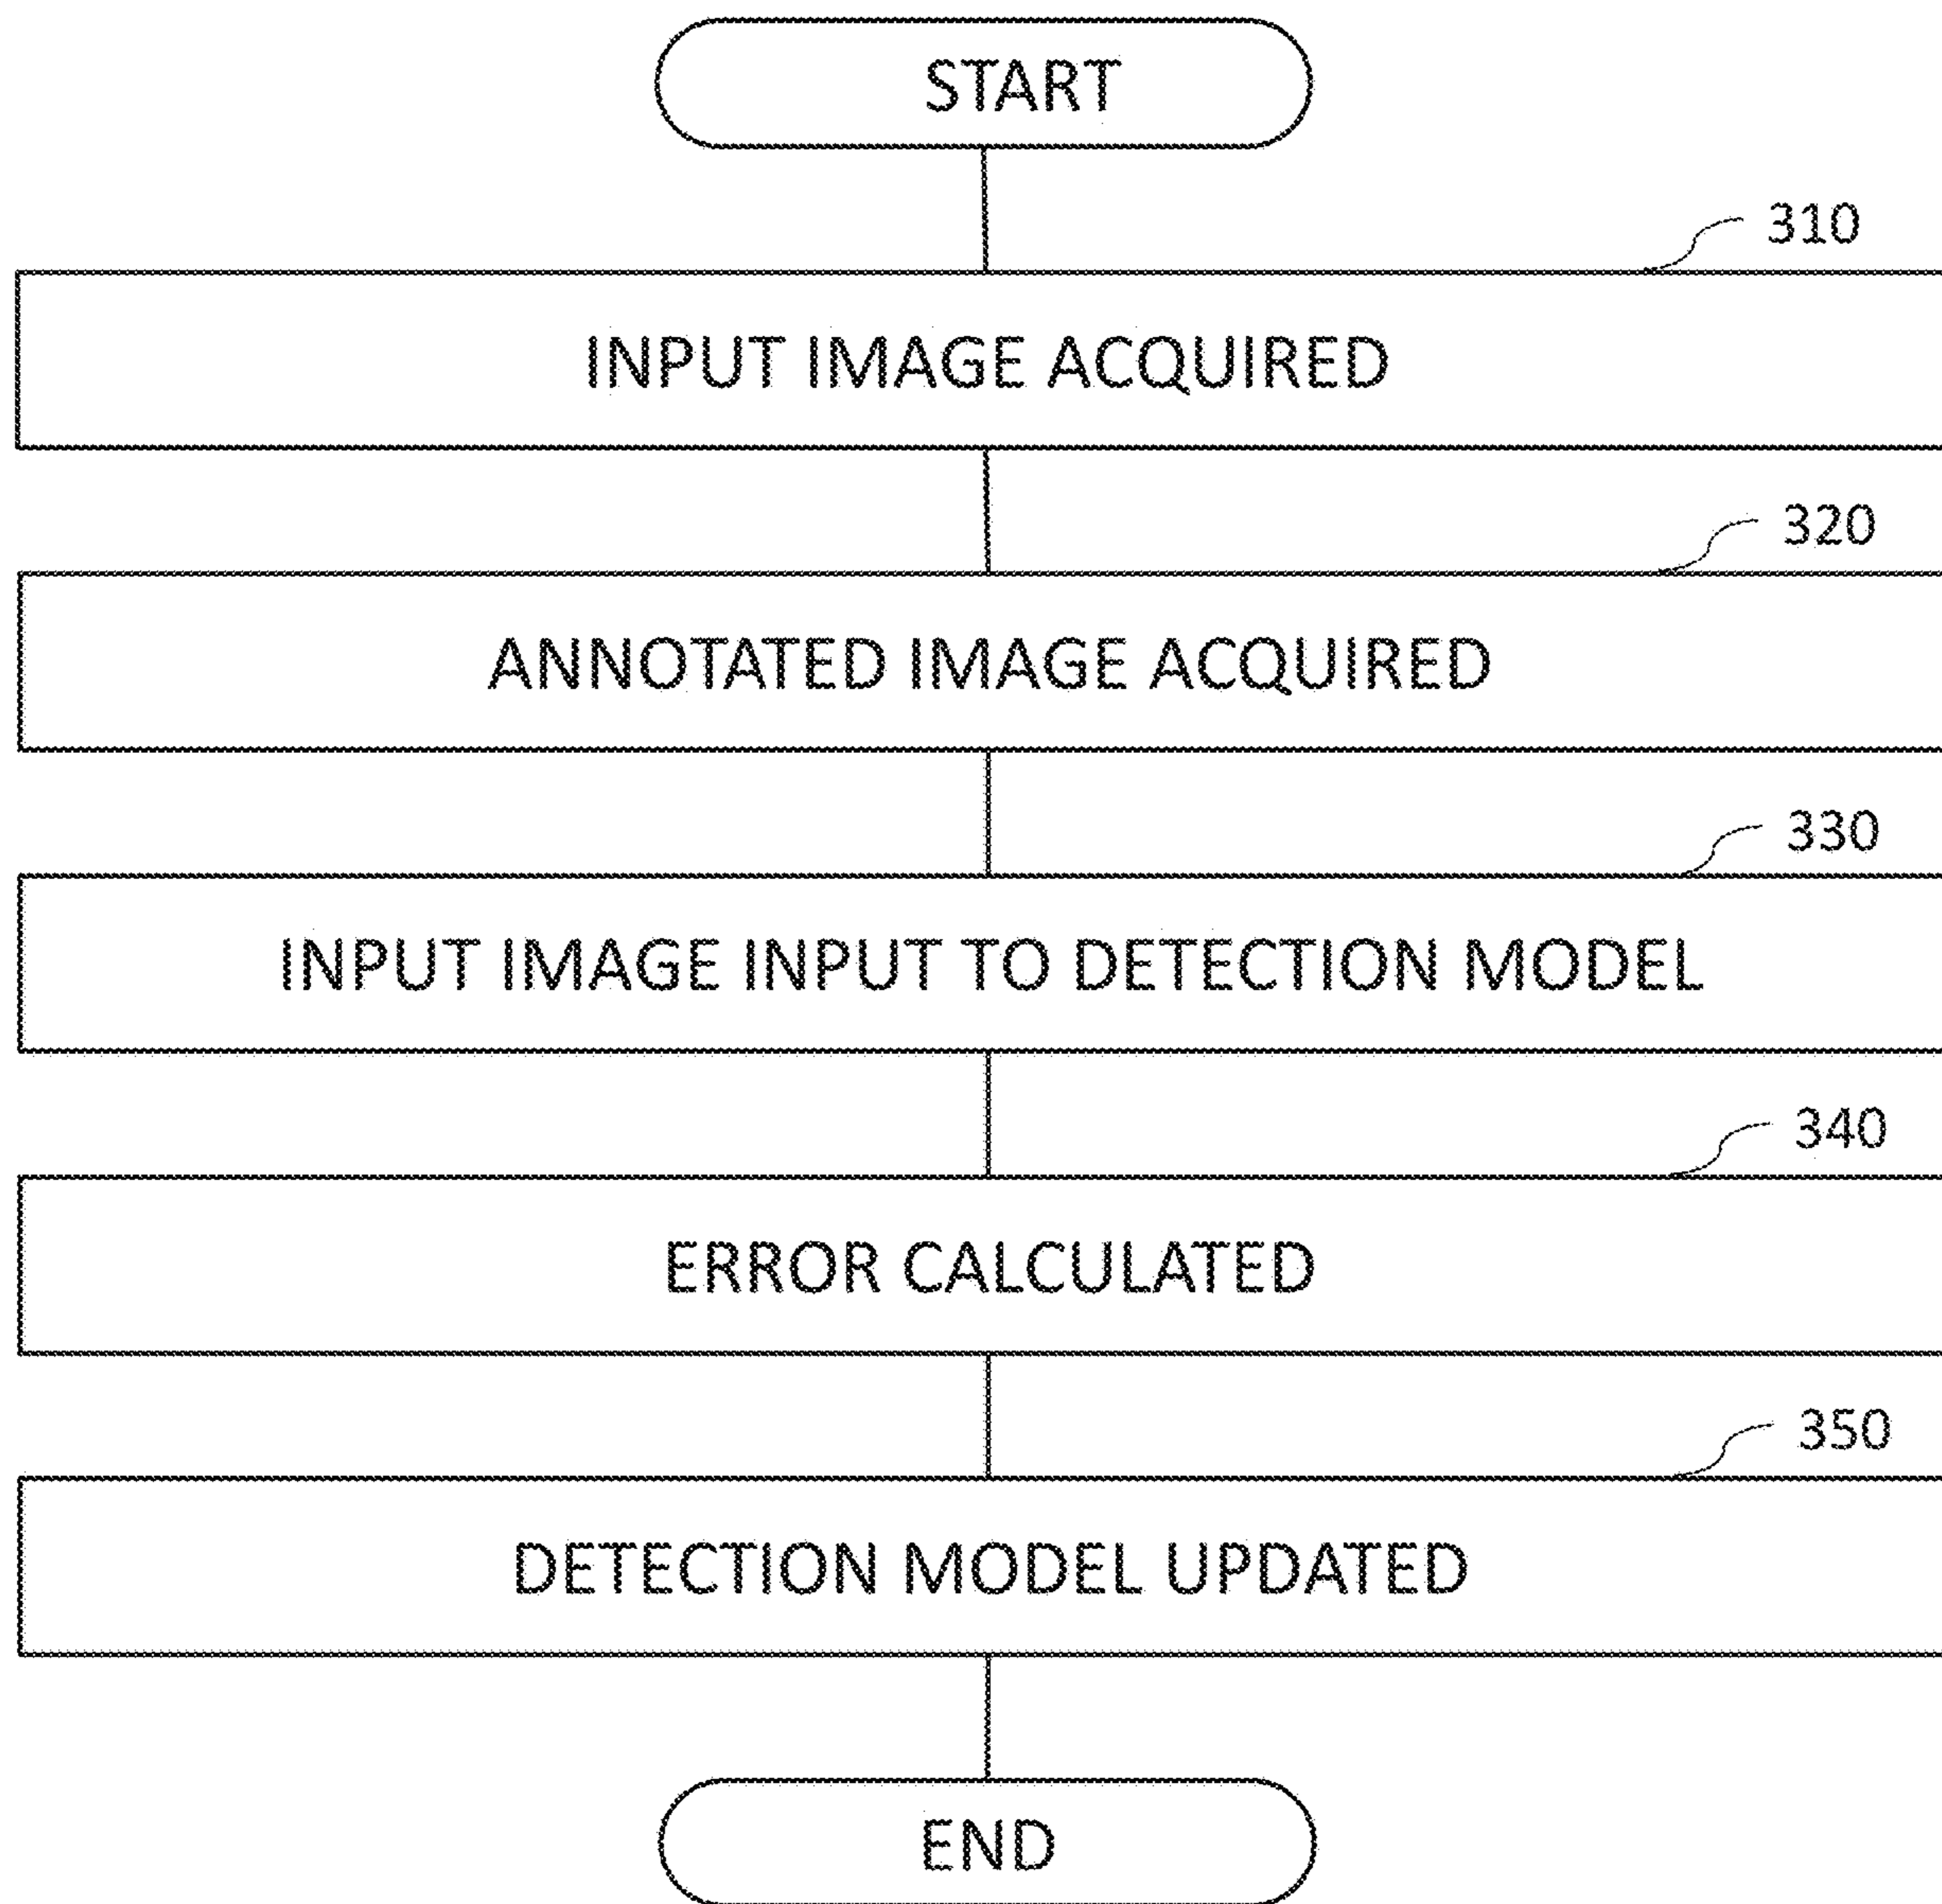 START
310
INPUT IMAGE ACQUIRED
320
ANNOTATED IMAGE ACQUIRED
330
INPUT IMAGE INPUT TO DETECTION MODEL
340
ERROR CALCULATED
350
DETECTION MODEL UPDATED
END